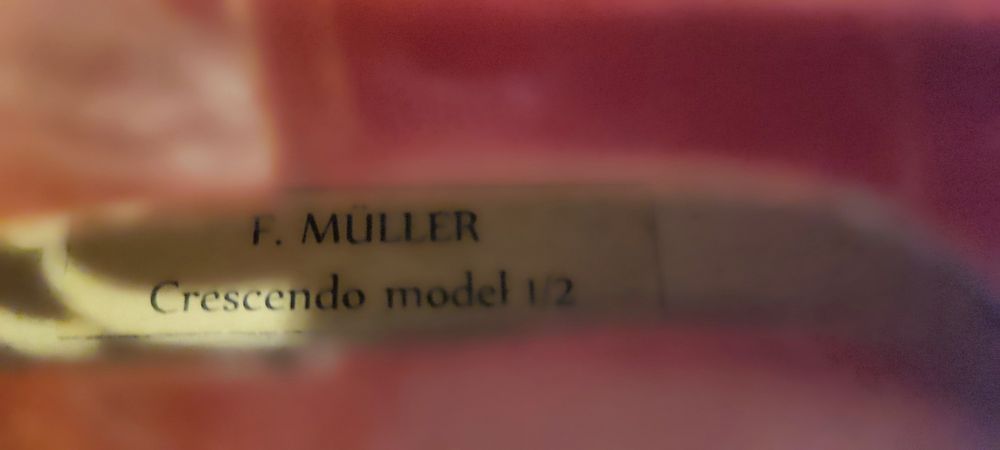 F. MÜLLER
Crescendo model 1/2